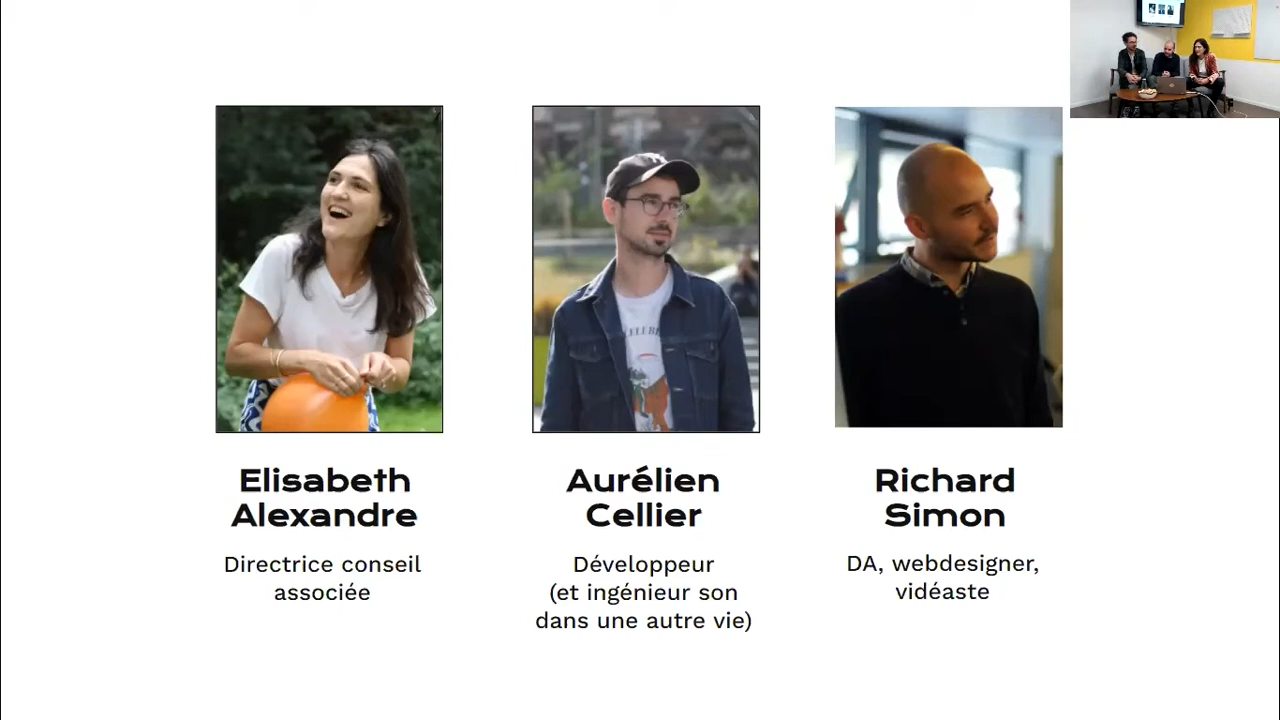 Elisabeth
Alexandre
Directrice conseil
associée
Aurélien
Cellier
Développeur
(et ingénieur son
dans une autre vie)
Richard
Simon
DA, webdesigner,
vidéaste